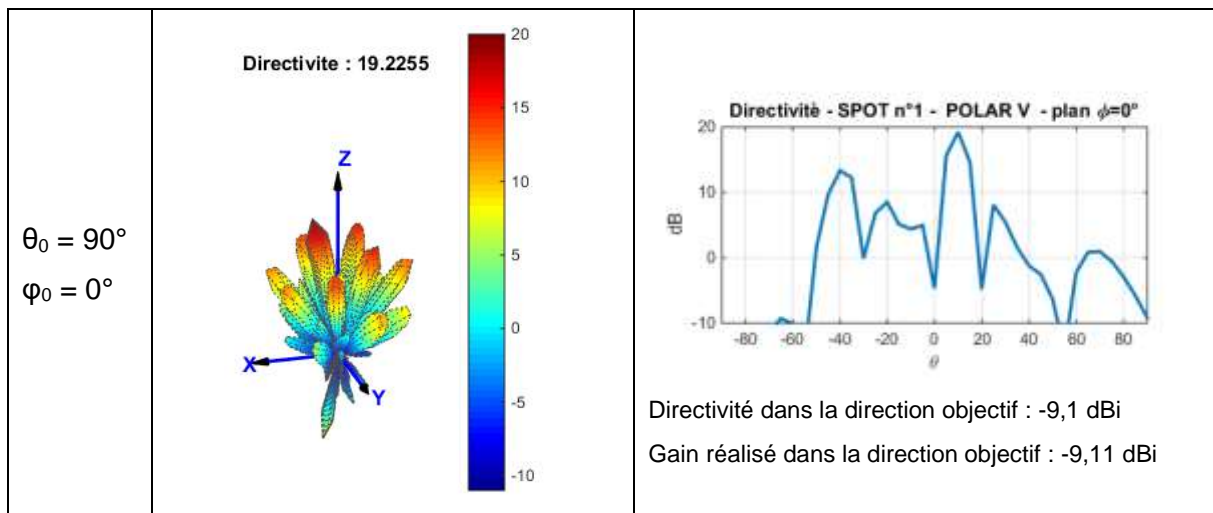 θ₀ = 90°
φ₀ = 0°
Directivite : 19.2255
Z
X
Y
20
15
10
5
0
-5
-10
Directivitè - SPOT n°1 - POLAR V - plan ϕ=0°
20
10
0
-10
dB
-80 -60 -40 -20 0 20 40 60 80
θ
Directivité dans la direction objectif : -9,1 dBi
Gain réalisé dans la direction objectif : -9,11 dBi